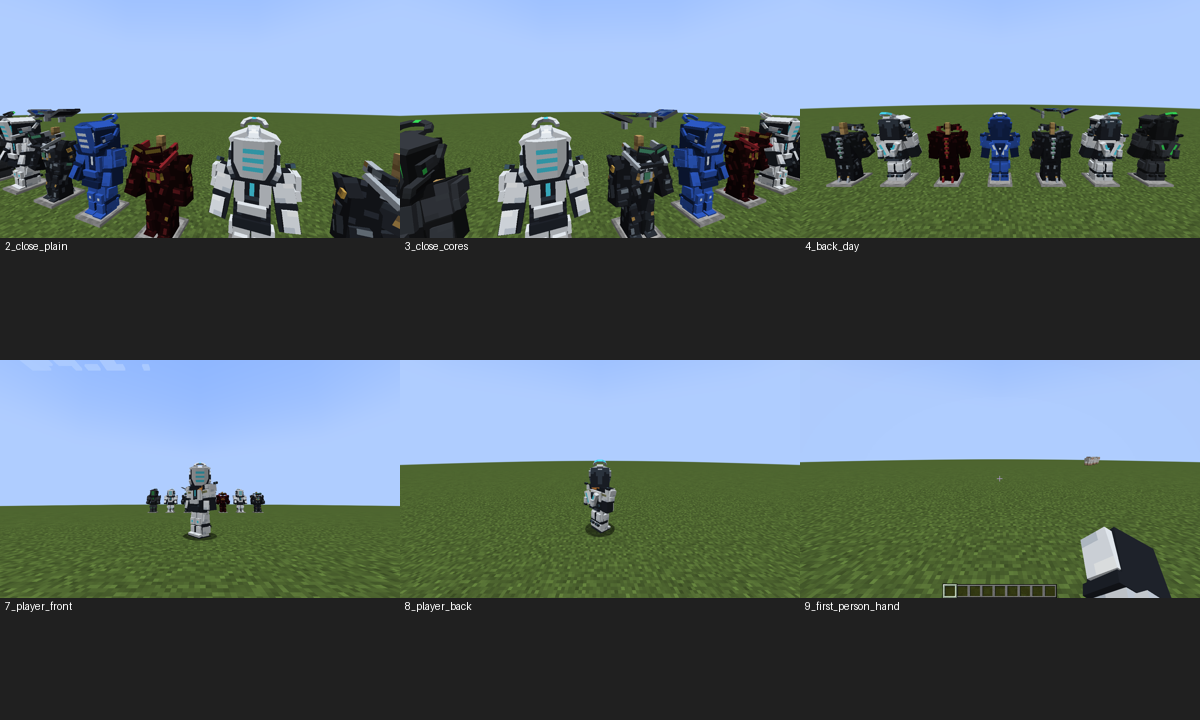 2_close_plain
3_close_cores
4_back_day
7_player_front
8_player_back
9_first_person_hand